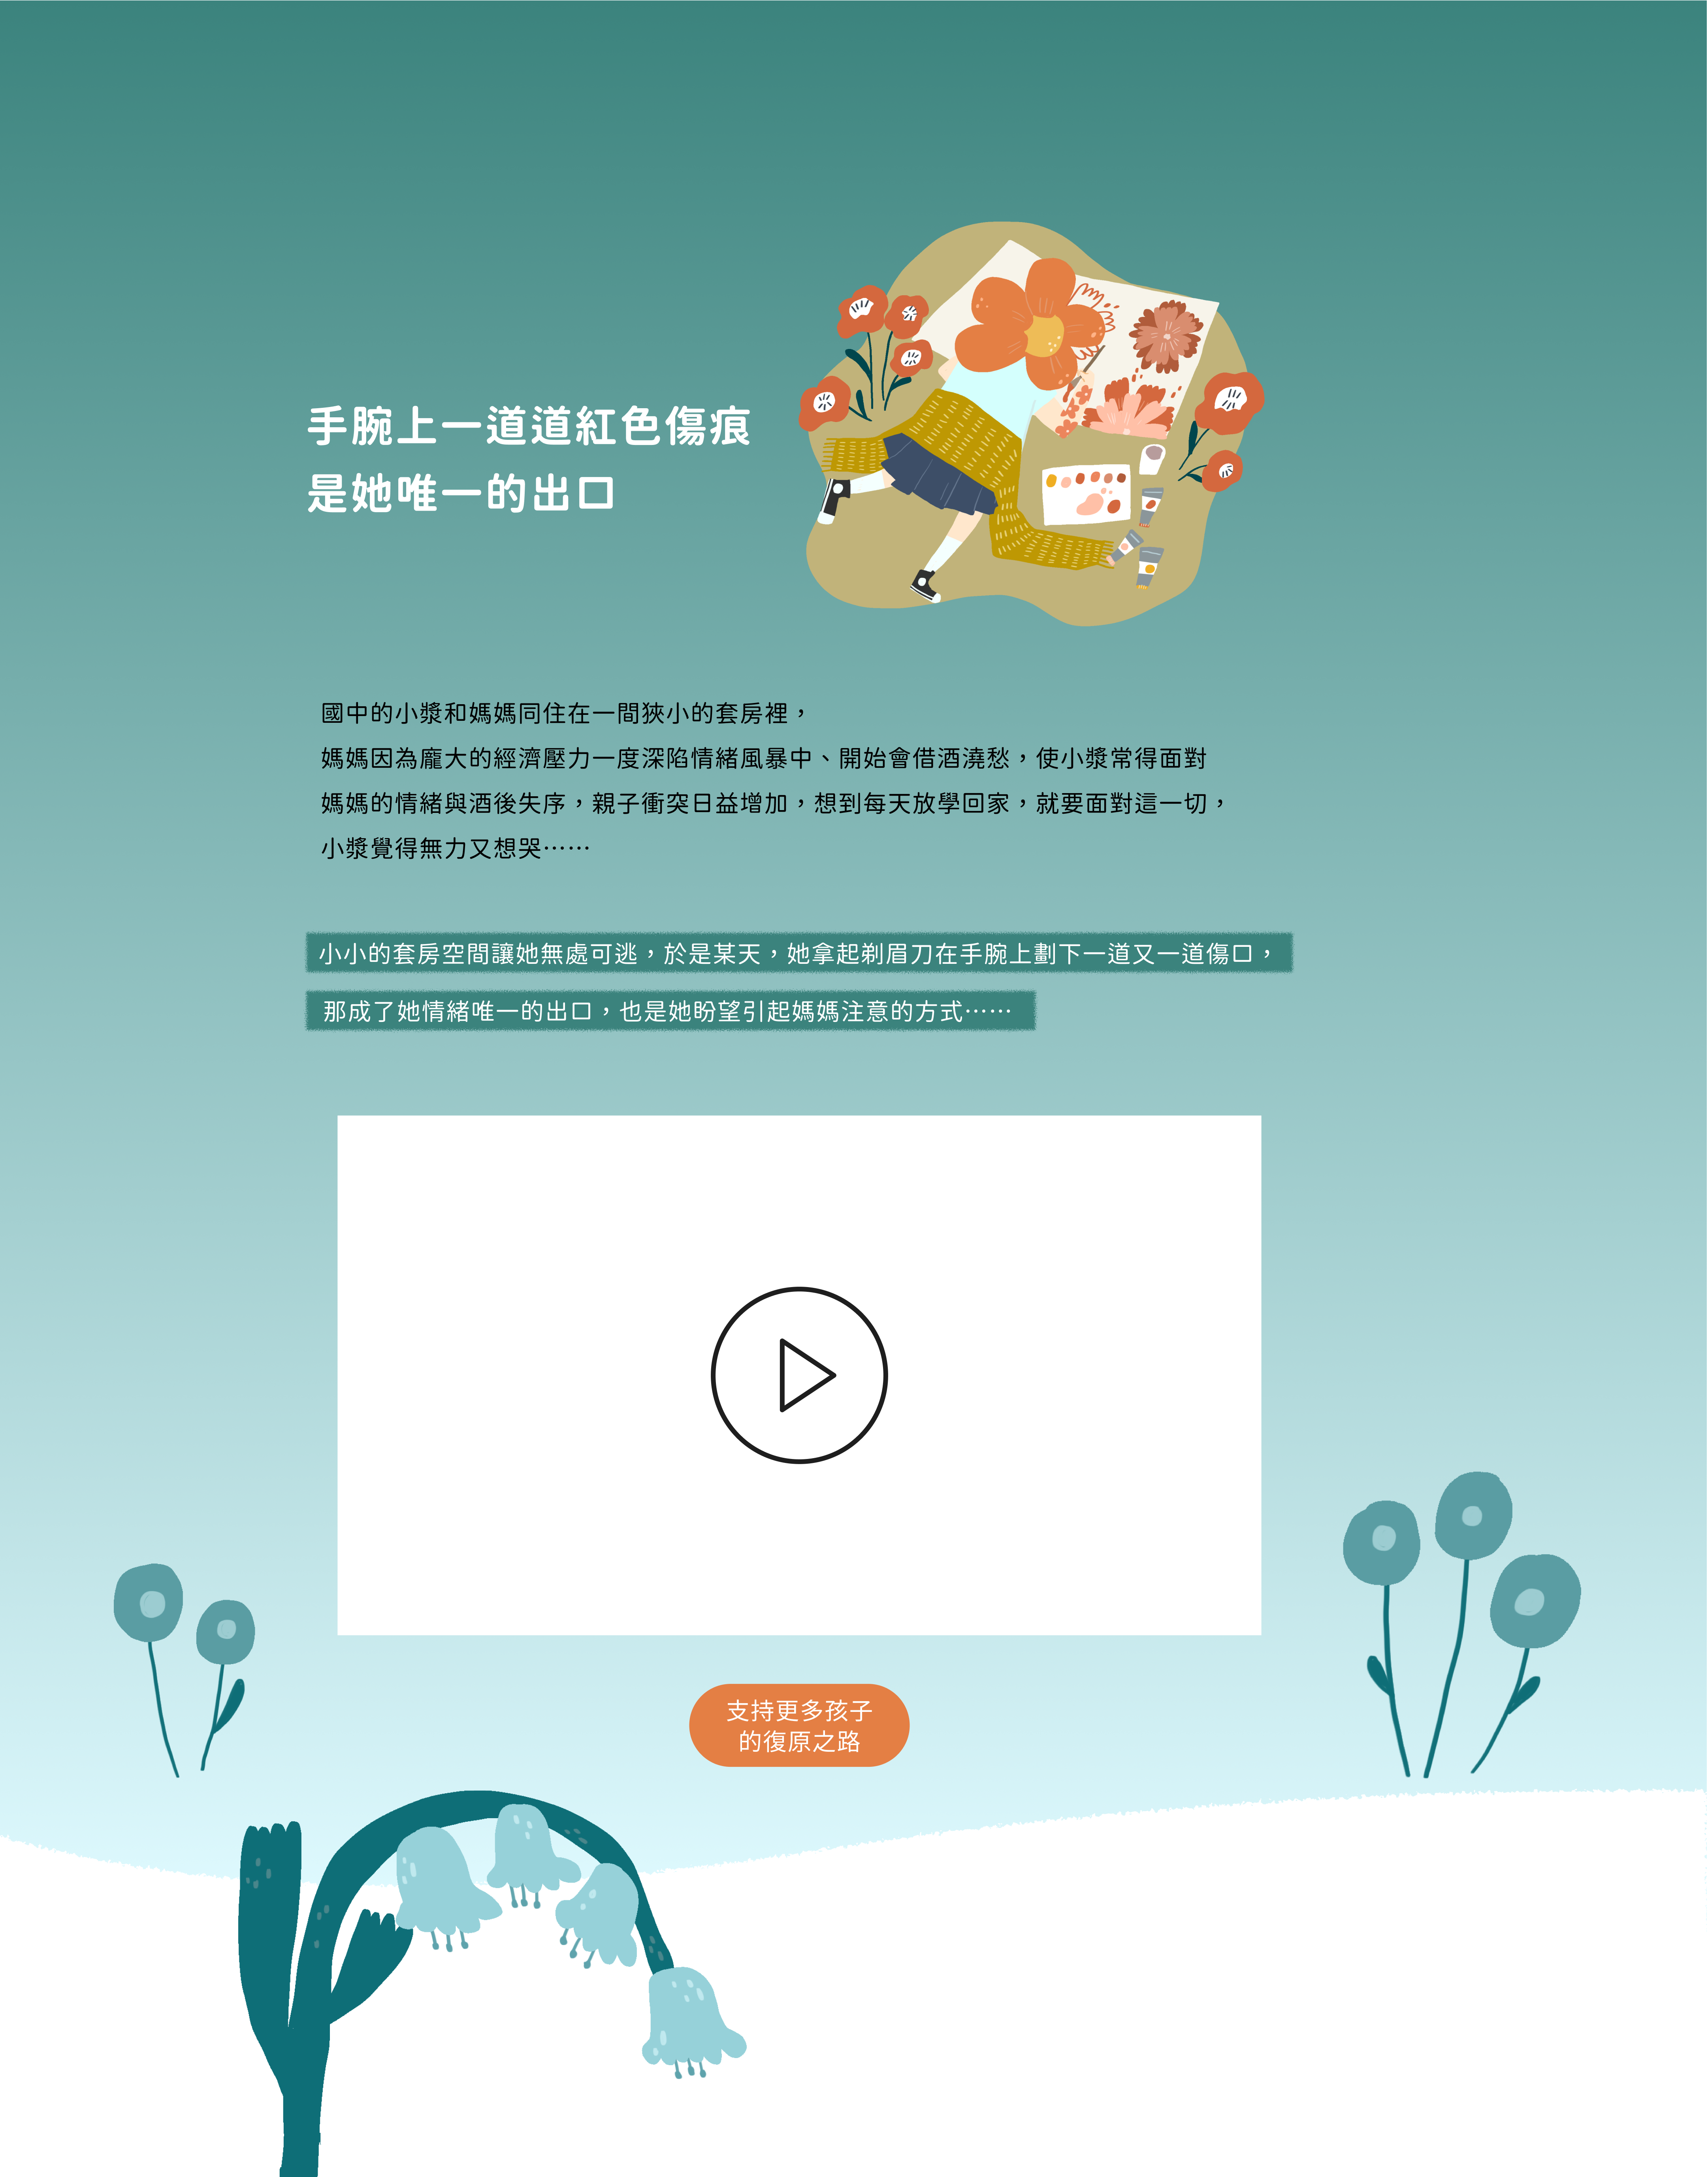 手腕上一道道紅色傷痕
是她唯一的出口
國中的小漿和媽媽同住在一間狹小的套房裡，
媽媽因為龐大的經濟壓力一度深陷情緒風暴中、開始會借酒澆愁，使小漿常得面對
媽媽的情緒與酒後失序，親子衝突日益增加，想到每天放學回家，就要面對這一切，
小漿覺得無力又想哭⋯⋯
小小的套房空間讓她無處可逃，於是某天，她拿起剃眉刀在手腕上劃下一道又一道傷口，
那成了她情緒唯一的出口，也是她盼望引起媽媽注意的方式⋯⋯
支持更多孩子
的復原之路